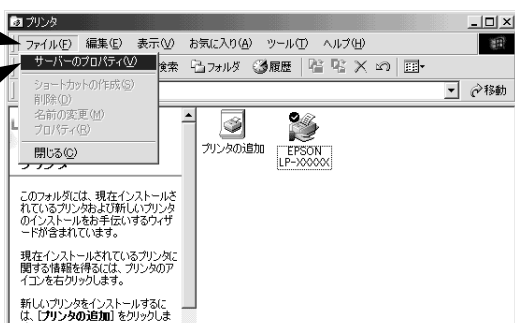 プリンタ
ファイル(F) 編集(E) 表示(V) お気に入り(A) ツール(T) ヘルプ(H)
サーバーのプロパティ(V)
検索 フォルダ 履歴
ショートカットの作成(S)
削除(D)
名前の変更(M)
プロパティ(R)
閉じる(C)
移動
プリンタの追加
EPSON
LP-XXXXX
このフォルダには、現在インストールさ
れているプリンタおよび新しいプリンタ
のインストールをお手伝いするウィザ
ードが含まれています。
現在インストールされているプリンタに
関する情報を得るには、プリンタのア
イコンを右クリックします。
新しいプリンタをインストールするに
は、[プリンタの追加] をクリックしま